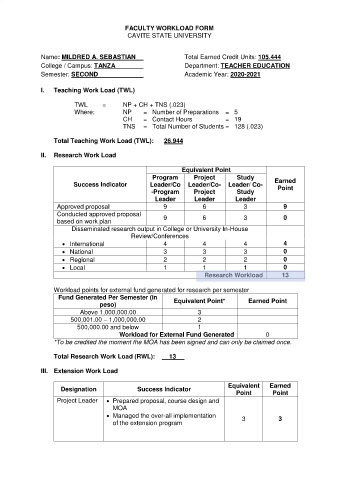 FACULTY WORKLOAD FORM
CAVITE STATE UNIVERSITY
Name: MILDRED A. SEBASTIAN Total Earned Credit Units: 105.444
College / Campus: TANZA Department: TEACHER EDUCATION
Semester: SECOND Academic Year: 2020-2021
I. Teaching Work Load (TWL)
TWL = NP + CH + TNS (.023)
Where: NP = Number of Preparations = 5
CH = Contact Hours = 19
TNS = Total Number of Students = 128 (.023)
Total Teaching Work Load (TWL): 26.944
II. Research Work Load
Success Indicator Equivalent Point Earned Point
Program Leader/Co-Program Leader Project Leader/Co-Project Leader Study Leader/ Co-Study Leader
Approved proposal 9 6 3 9
Conducted approved proposal based on work plan 9 6 3 0
Disseminated research output in College or University In-House Review/Conferences
• International 4 4 4 4
• National 3 3 3 0
• Regional 2 2 2 0
• Local 1 1 1 0
Research Workload 13
Workload points for external fund generated for research per semester
Fund Generated Per Semester (in peso) Equivalent Point* Earned Point
Above 1,000,000.00 3
500,001.00 – 1,000,000.00 2
500,000.00 and below 1
Workload for External Fund Generated 0
*To be credited the moment the MOA has been signed and can only be claimed once.
Total Research Work Load (RWL): 13
III. Extension Work Load
Designation Success Indicator Equivalent Point Earned Point
Project Leader • Prepared proposal, course design and MOA
• Managed the over-all implementation of the extension program 3 3